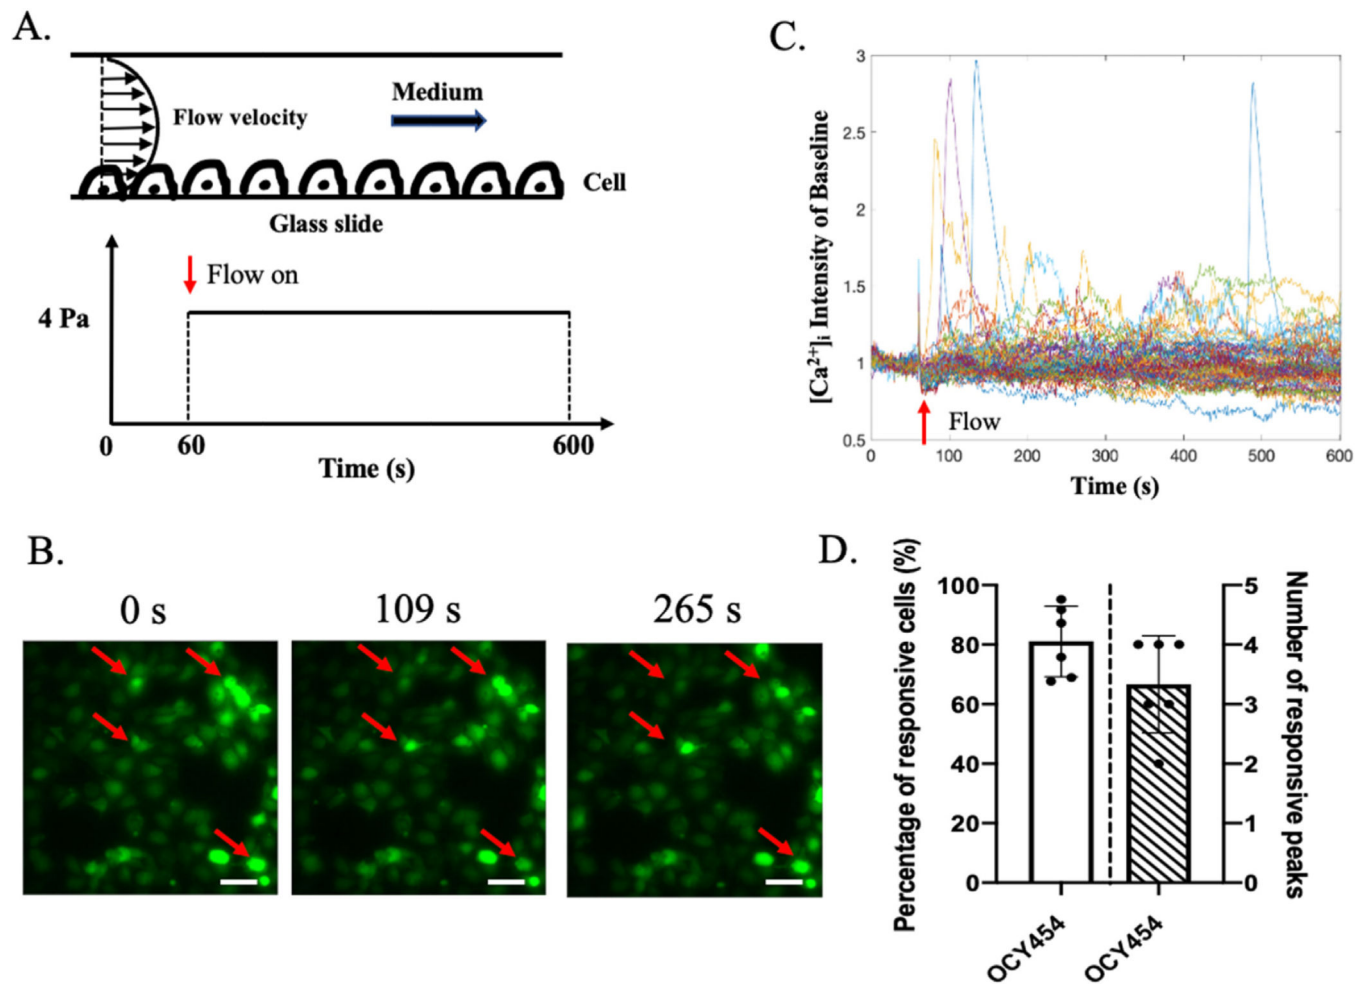 A.
Flow velocity
Medium
Cell
Glass slide
Flow on
4 Pa
0
60
600
Time (s)
B.
0 s
109 s
265 s
C.
[Ca²⁺]ᵢ Intensity of Baseline
3
2.5
2
1.5
1
0.5
Flow
0
100
200
300
400
500
600
Time (s)
D.
Percentage of responsive cells (%)
100
80
60
40
20
0
5
4
3
2
1
0
Number of responsive peaks
OCY454
OCY454